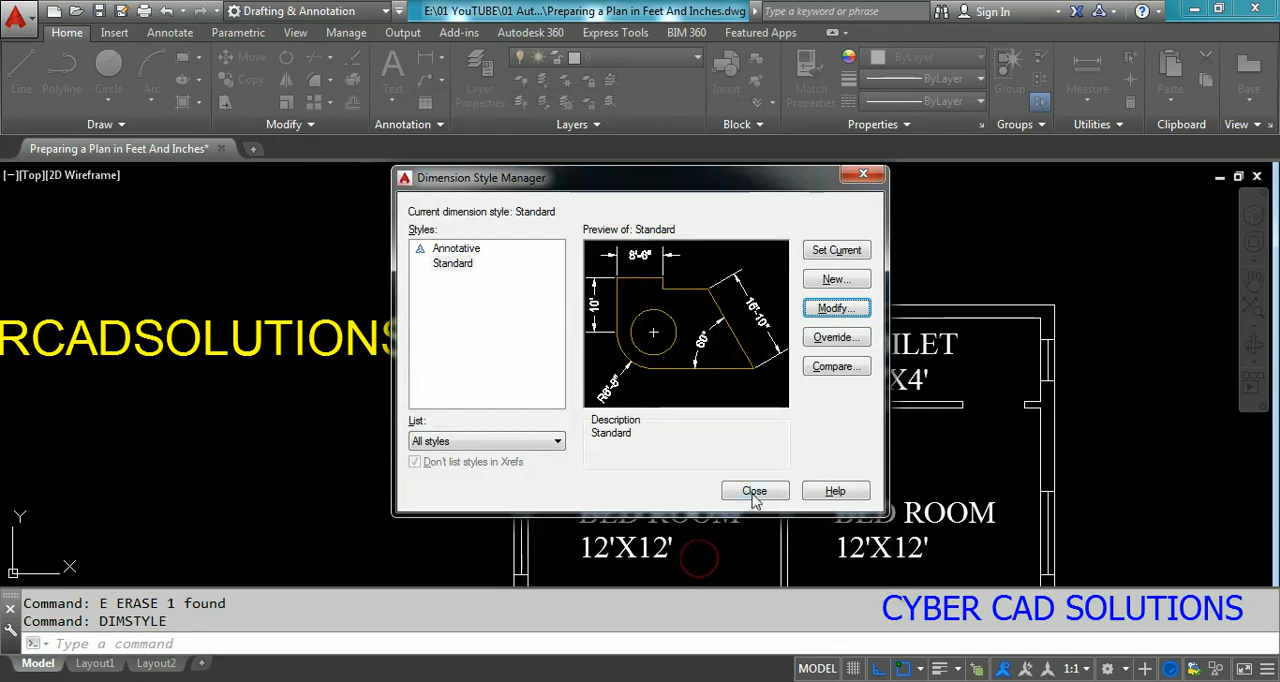 Drafting & Annotation
E:\01 YouTUBE\01 Aut...\Preparing a Plan in Feet And Inches.dwg
Type a keyword or phrase
Sign In
Home Insert Annotate Parametric View Manage Output Add-ins Autodesk 360 Express Tools BIM 360 Featured Apps
Line Polyline Circle Arc
Move
Copy
Text
Layer
Properties
0
Insert
Match
Properties
ByLayer
ByLayer
ByLayer
Group
Measure
Paste
Base
Draw Modify Annotation Layers Block Properties Groups Utilities Clipboard View
Preparing a Plan in Feet And Inches*
[−][Top][2D Wireframe]
RCADSOLUTIONS
Dimension Style Manager
Current dimension style: Standard
Styles:
Annotative
Standard
List:
All styles
Don't list styles in Xrefs
Preview of: Standard
8'-6"
10'
16'-10"
60°
Description
Standard
Set Current
New...
Modify...
Override...
Compare...
Close
Help
ILET
X4'
BED ROOM
12'X12'
BED ROOM
12'X12'
Y
X
Command: E ERASE 1 found
Command: DIMSTYLE
Type a command
CYBER CAD SOLUTIONS
Model Layout1 Layout2
MODEL
1:1